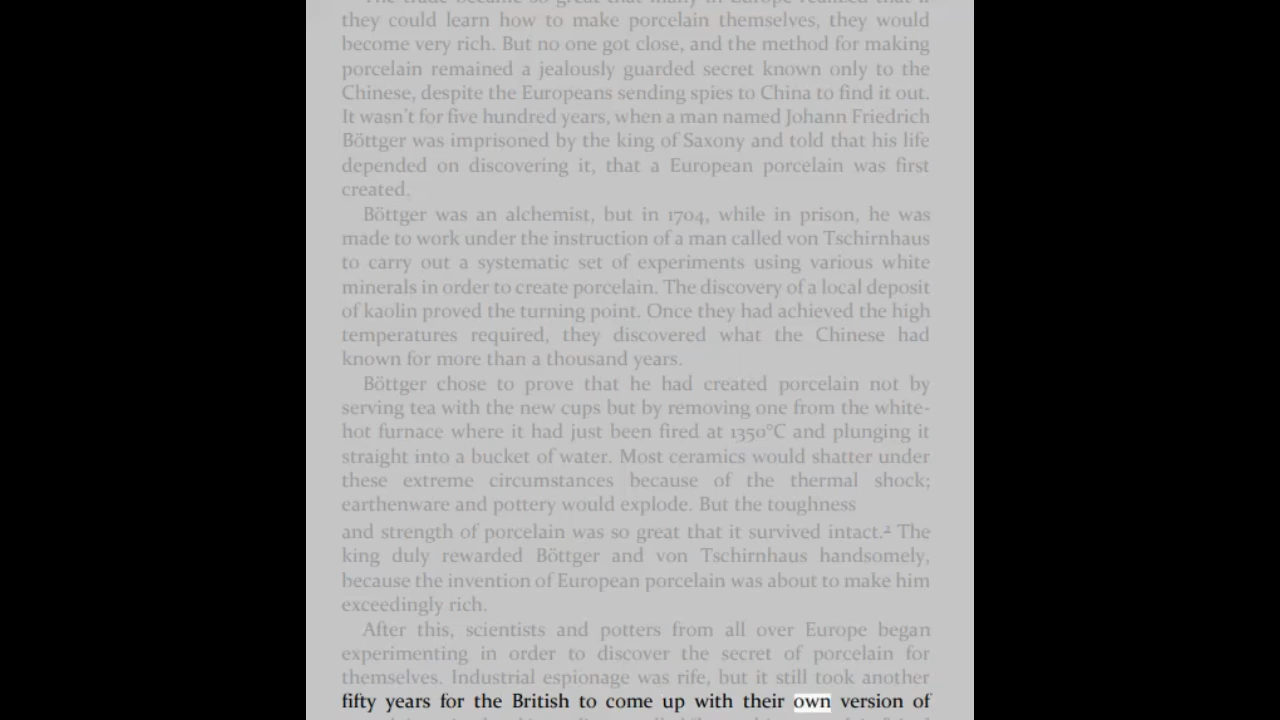 The trade became so great that many in Europe realized that if
they could learn how to make porcelain themselves, they would
become very rich. But no one got close, and the method for making
porcelain remained a jealously guarded secret known only to the
Chinese, despite the Europeans sending spies to China to find it out.
It wasn't for five hundred years, when a man named Johann Friedrich
Böttger was imprisoned by the king of Saxony and told that his life
depended on discovering it, that a European porcelain was first
created.
Böttger was an alchemist, but in 1704, while in prison, he was
made to work under the instruction of a man called von Tschirnhaus
to carry out a systematic set of experiments using various white
minerals in order to create porcelain. The discovery of a local deposit
of kaolin proved the turning point. Once they had achieved the high
temperatures required, they discovered what the Chinese had
known for more than a thousand years.
Böttger chose to prove that he had created porcelain not by
serving tea with the new cups but by removing one from the white-
hot furnace where it had just been fired at 1350°C and plunging it
straight into a bucket of water. Most ceramics would shatter under
these extreme circumstances because of the thermal shock;
earthenware and pottery would explode. But the toughness
and strength of porcelain was so great that it survived intact.² The
king duly rewarded Böttger and von Tschirnhaus handsomely,
because the invention of European porcelain was about to make him
exceedingly rich.
After this, scientists and potters from all over Europe began
experimenting in order to discover the secret of porcelain for
themselves. Industrial espionage was rife, but it still took another
fifty years for the British to come up with their own version of